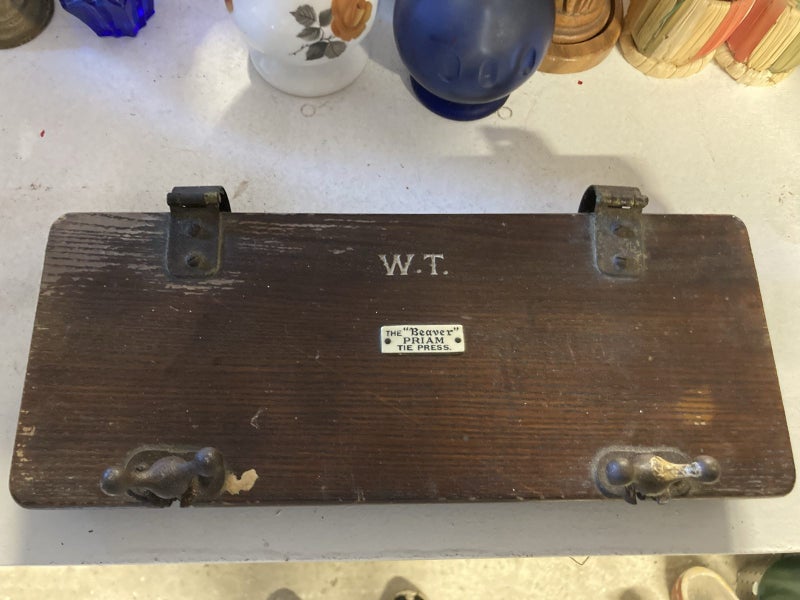 W.T.
THE "Beaver"
PRIAM
TIE PRESS.